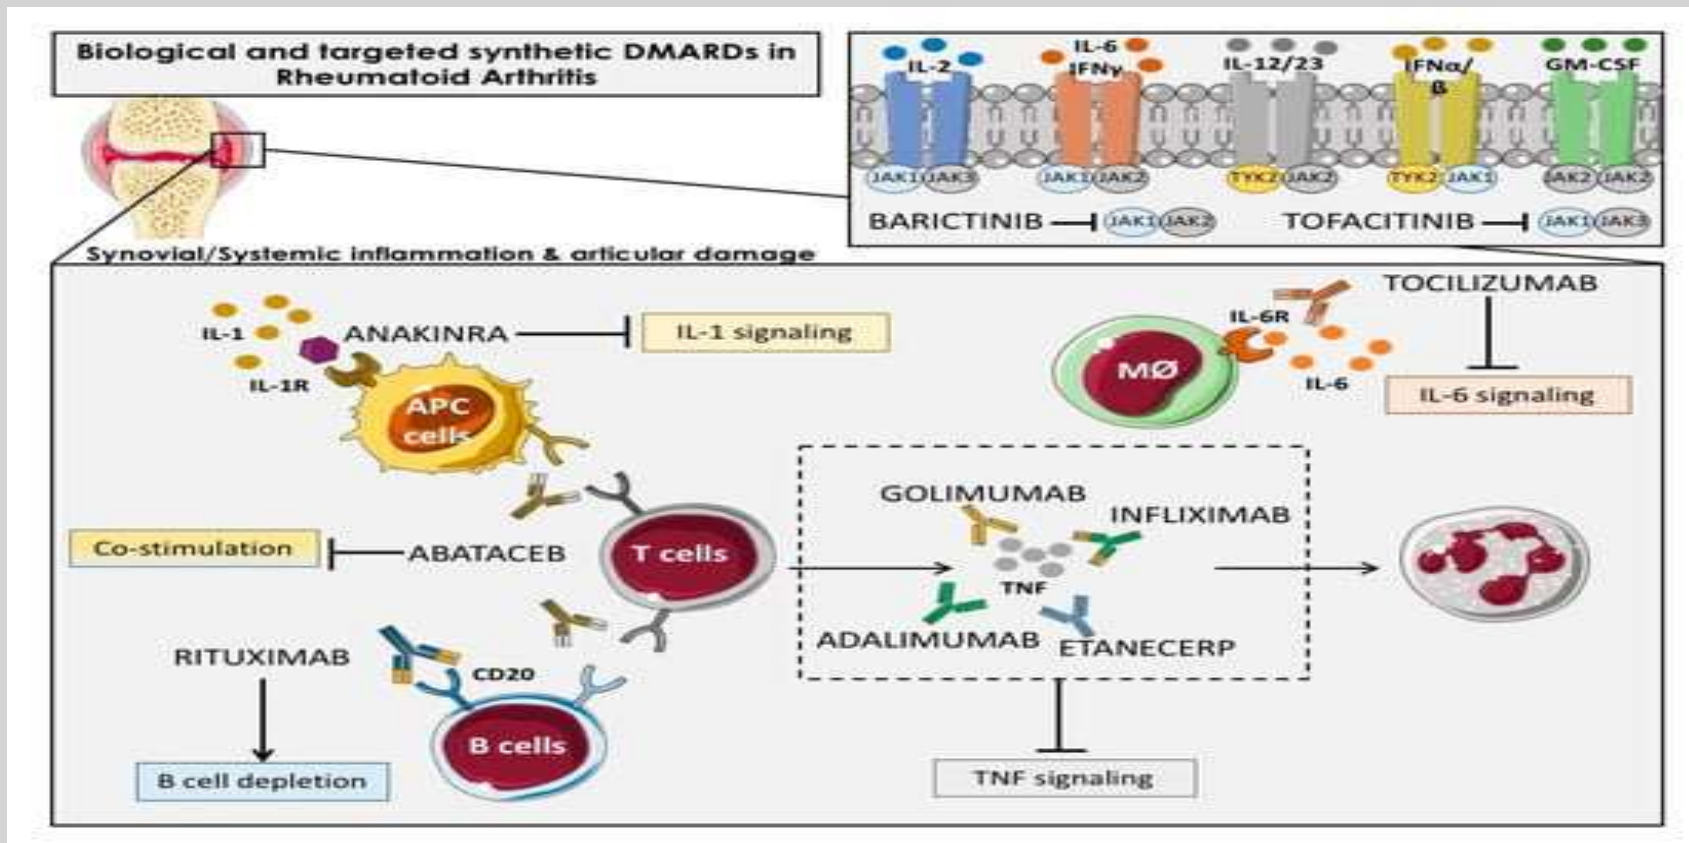 Biological and targeted synthetic DMARDs in
Rheumatoid Arthritis
IL-2
IL-6
IFNγ
IL-12/23
IFNα/
ß
GM-CSF
JAK1 JAK3
JAK1 JAK2
TYK2 JAK2
TYK2 JAK1
JAK2 JAK2
BARICTINIB
JAK1 JAK2
TOFACITINIB
JAK1 JAK3
Synovial/Systemic inflammation & articular damage
IL-1
IL-1R
ANAKINRA
IL-1 signaling
APC
cells
TOCILIZUMAB
IL-6R
IL-6
MØ
IL-6 signaling
Co-stimulation
ABATACEB
T cells
GOLIMUMAB
INFLIXIMAB
TNF
ADALIMUMAB
ETANECERP
RITUXIMAB
CD20
B cells
B cell depletion
TNF signaling